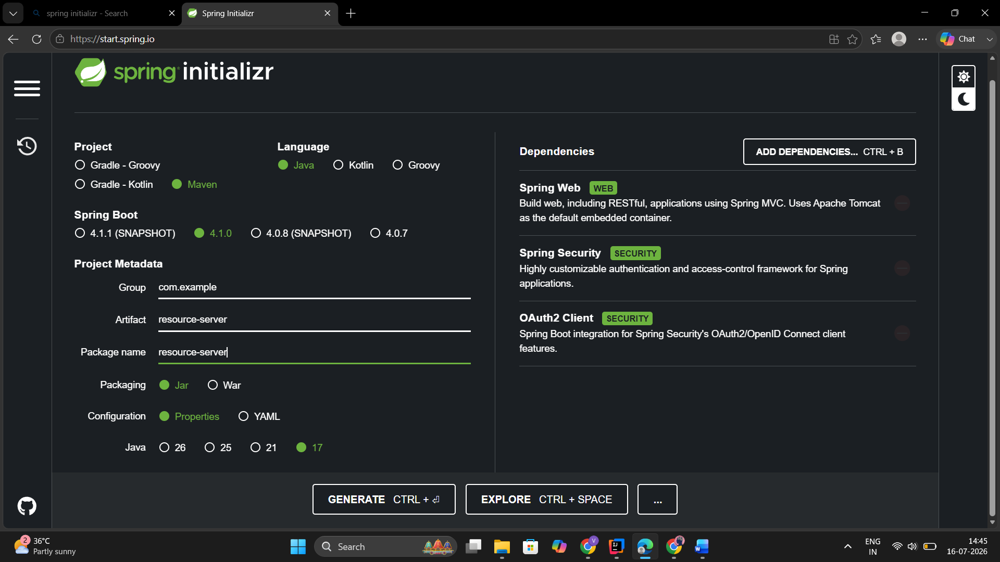 spring initializr - Search
Spring Initializr
https://start.spring.io
Chat
spring initializr
Project
Gradle - Groovy
Gradle - Kotlin
Maven
Language
Java
Kotlin
Groovy
Spring Boot
4.1.1 (SNAPSHOT)
4.1.0
4.0.8 (SNAPSHOT)
4.0.7
Project Metadata
Group
com.example
Artifact
resource-server
Package name
resource-server
Packaging
Jar
War
Configuration
Properties
YAML
Java
26
25
21
17
Dependencies
ADD DEPENDENCIES... CTRL + B
Spring Web WEB
Build web, including RESTful, applications using Spring MVC. Uses Apache Tomcat
as the default embedded container.
Spring Security SECURITY
Highly customizable authentication and access-control framework for Spring
applications.
OAuth2 Client SECURITY
Spring Boot integration for Spring Security's OAuth2/OpenID Connect client
features.
GENERATE CTRL + ⏎
EXPLORE CTRL + SPACE
...
2
36°C
Partly sunny
Search
V
IJ
W
ENG
IN
14:45
16-07-2026